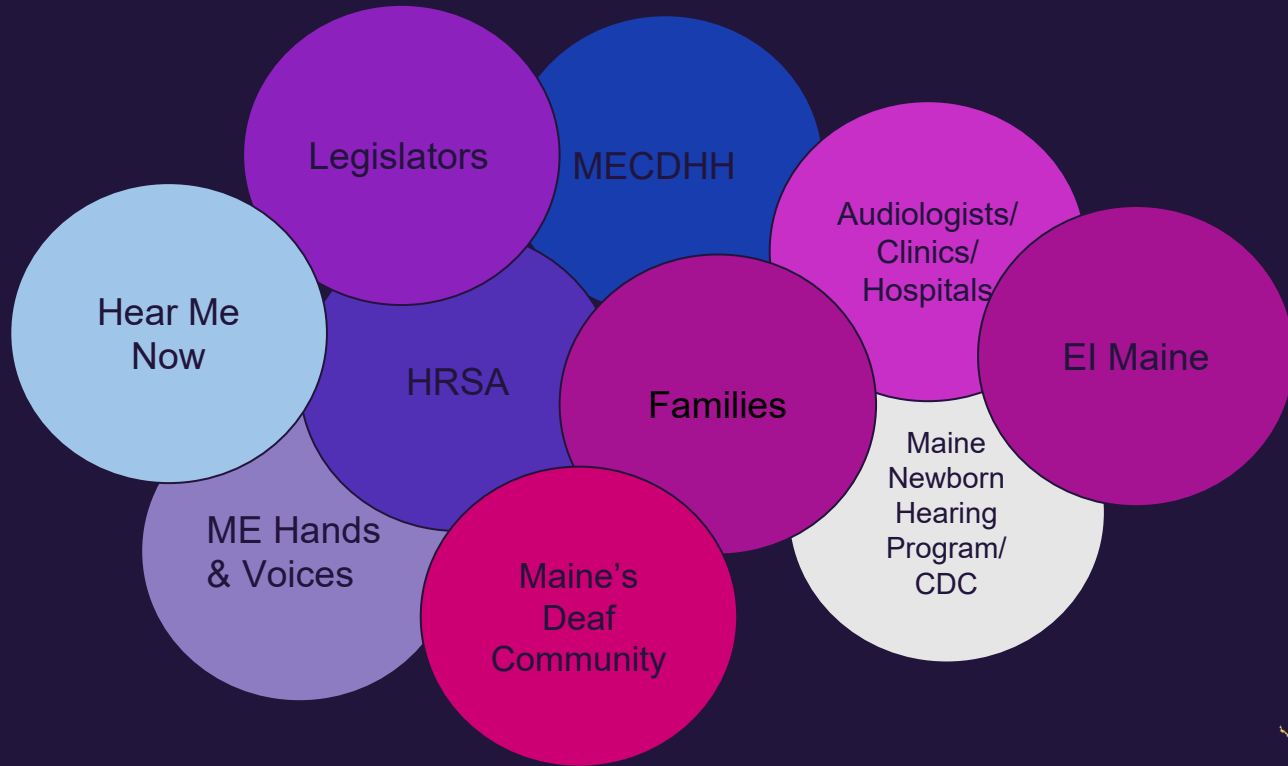 Legislators
MECDHH
Audiologists/
Clinics/
Hospitals
Hear Me
Now
HRSA
Families
EI Maine
ME Hands
& Voices
Maine’s
Deaf
Community
Maine
Newborn
Hearing
Program/
CDC